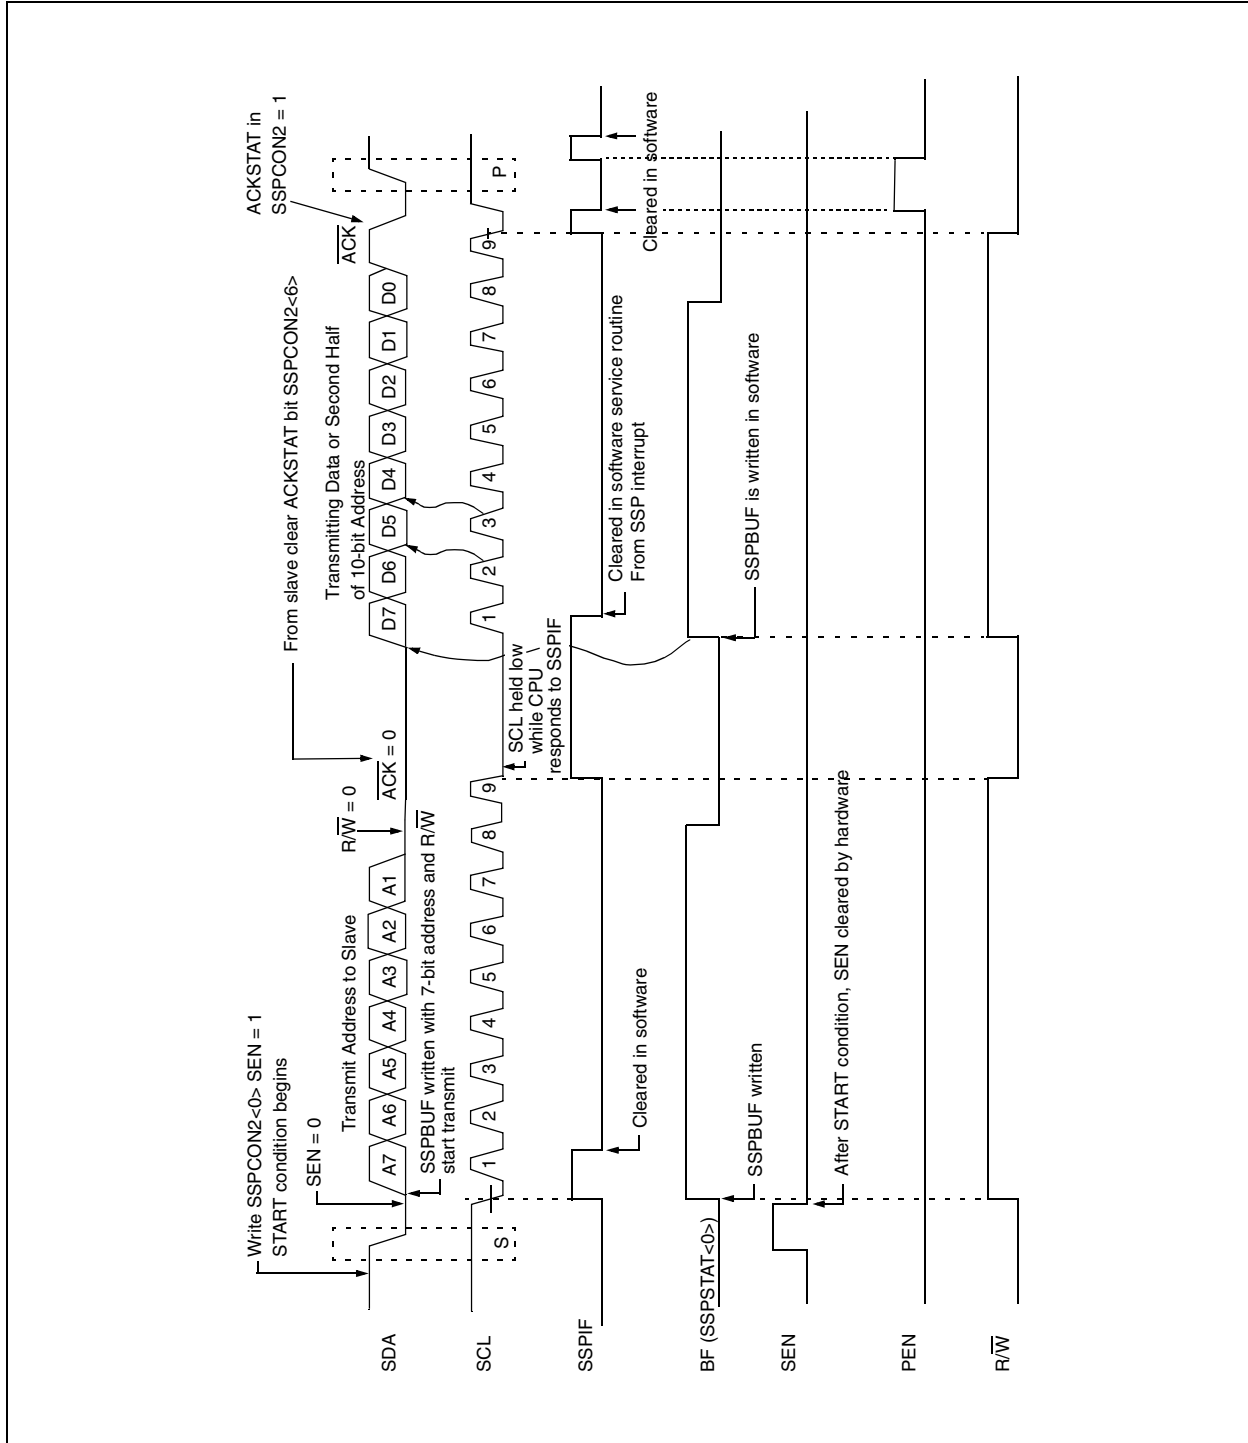 Write SSPCON2<0> SEN = 1
START condition begins
SEN = 0
Transmit Address to Slave
R/W = 0
From slave clear ACKSTAT bit SSPCON2<6>
ACK = 0
Transmitting Data or Second Half
of 10-bit Address
ACK
ACKSTAT in
SSPCON2 = 1
SDA
A7 A6 A5 A4 A3 A2 A1 D7 D6 D5 D4 D3 D2 D1 D0
SSPBUF written with 7-bit address and R/W
start transmit
SCL
S 1 2 3 4 5 6 7 8 9 1 2 3 4 5 6 7 8 9 P
SCL held low
while CPU
responds to SSPIF
SSPIF
Cleared in software
Cleared in software service routine
From SSP interrupt
Cleared in software
BF (SSPSTAT<0>)
SSPBUF written
SSPBUF is written in software
SEN
After START condition, SEN cleared by hardware
PEN
R/W